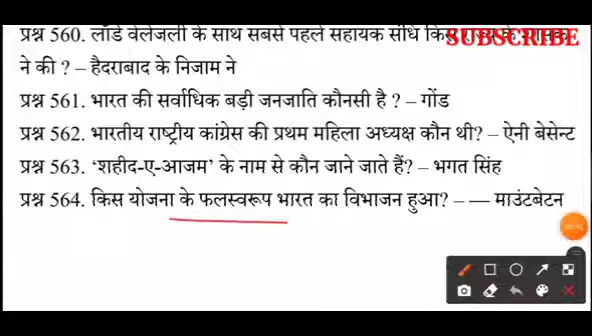 प्रश्न 560. लॉर्ड वेलेजली के साथ सबसे पहले सहायक संधि किस
SUBSCRIBE
ने की ? – हैदराबाद के निजाम ने
प्रश्न 561. भारत की सर्वाधिक बड़ी जनजाति कौनसी है ? – गोंड
प्रश्न 562. भारतीय राष्ट्रीय कांग्रेस की प्रथम महिला अध्यक्ष कौन थी? – ऐनी बेसेन्ट
प्रश्न 563. ‘शहीद-ए-आजम’ के नाम से कौन जाने जाते हैं? – भगत सिंह
प्रश्न 564. किस योजना के फलस्वरूप भारत का विभाजन हुआ? – — माउंटबेटन